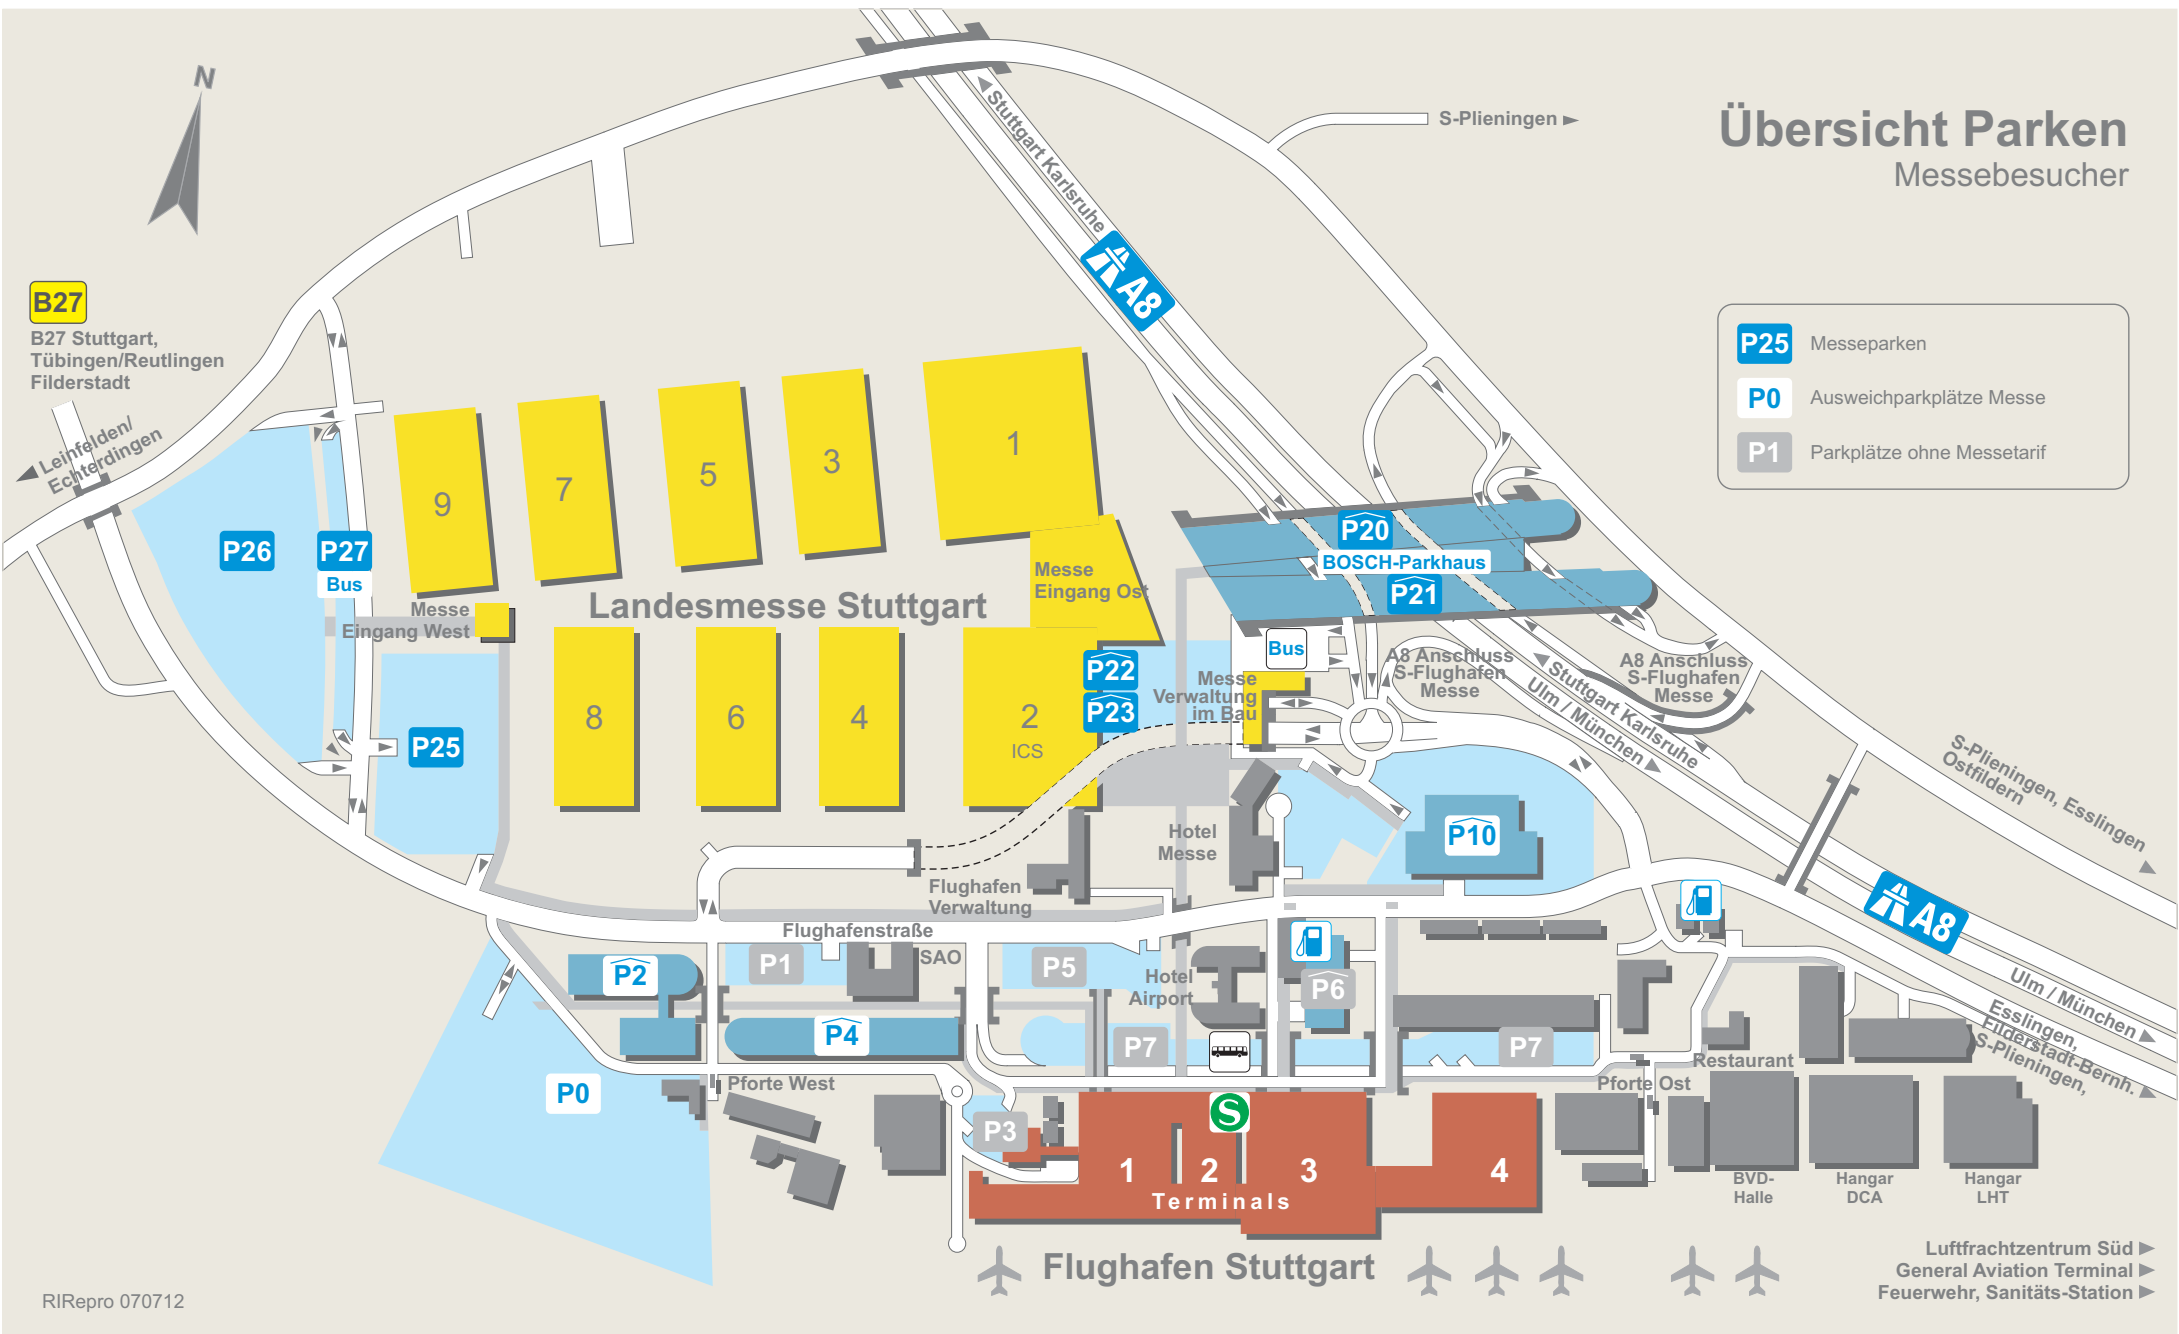 N
Übersicht Parken
Messebesucher
S-Plieningen
Stuttgart Karlsruhe
A8
B27
B27 Stuttgart,
Tübingen/Reutlingen
Filderstadt
Leinfelden/
Echterdingen
P25 Messeparken
P0 Ausweichparkplätze Messe
P1 Parkplätze ohne Messetarif
9
7
5
3
1
P26
P27
Bus
Messe
Eingang West
Landesmesse Stuttgart
Messe
Eingang Ost
P20
BOSCH-Parkhaus
P21
Bus
P22
P23
Messe
Verwaltung
im Bau
A8 Anschluss
S-Flughafen
Messe
A8 Anschluss
S-Flughafen
Messe
Stuttgart Karlsruhe
Ulm / München
P25
8
6
4
2
ICS
S-Plieningen, Esslingen
Ostfildern
P10
Hotel
Messe
Flughafen
Verwaltung
A8
Flughafenstraße
SAO
P2
P1
P5
Hotel
Airport
P6
Ulm / München
Esslingen,
Filderstadt-Bernh.
S-Plieningen,
P4
P7
P7
P0
Pforte West
Restaurant
Pforte Ost
P3
S
1
2
3
4
Terminals
BVD-
Halle
Hangar
DCA
Hangar
LHT
Flughafen Stuttgart
Luftfrachtzentrum Süd
General Aviation Terminal
Feuerwehr, Sanitäts-Station
RIRepro 070712